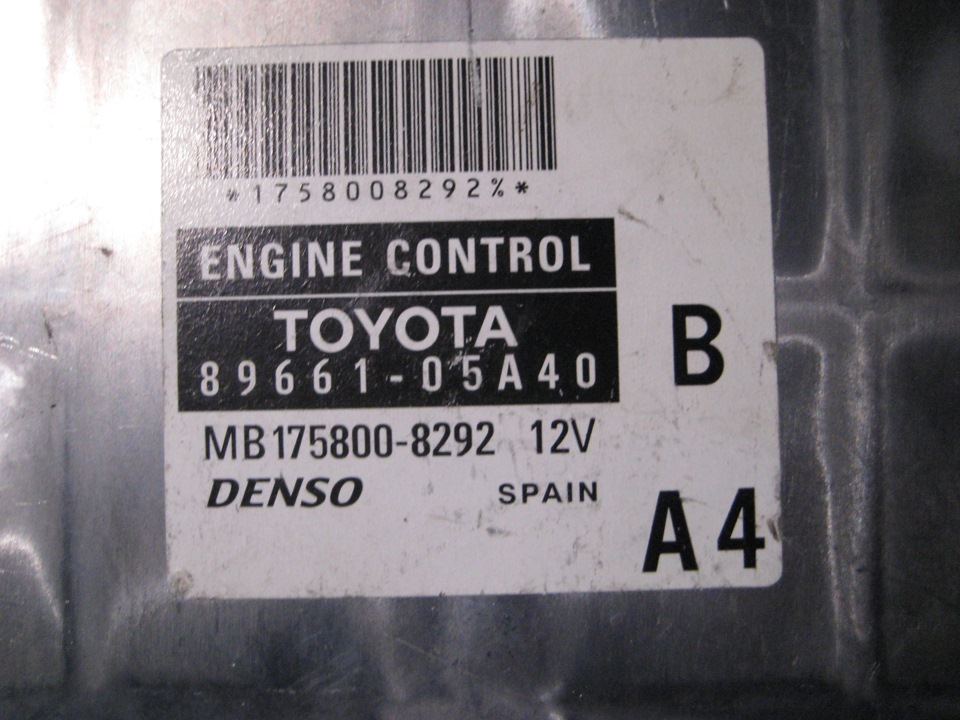 *1758008292%*
ENGINE CONTROL
TOYOTA
89661-05A40
B
MB175800-8292 12V
DENSO SPAIN
A4